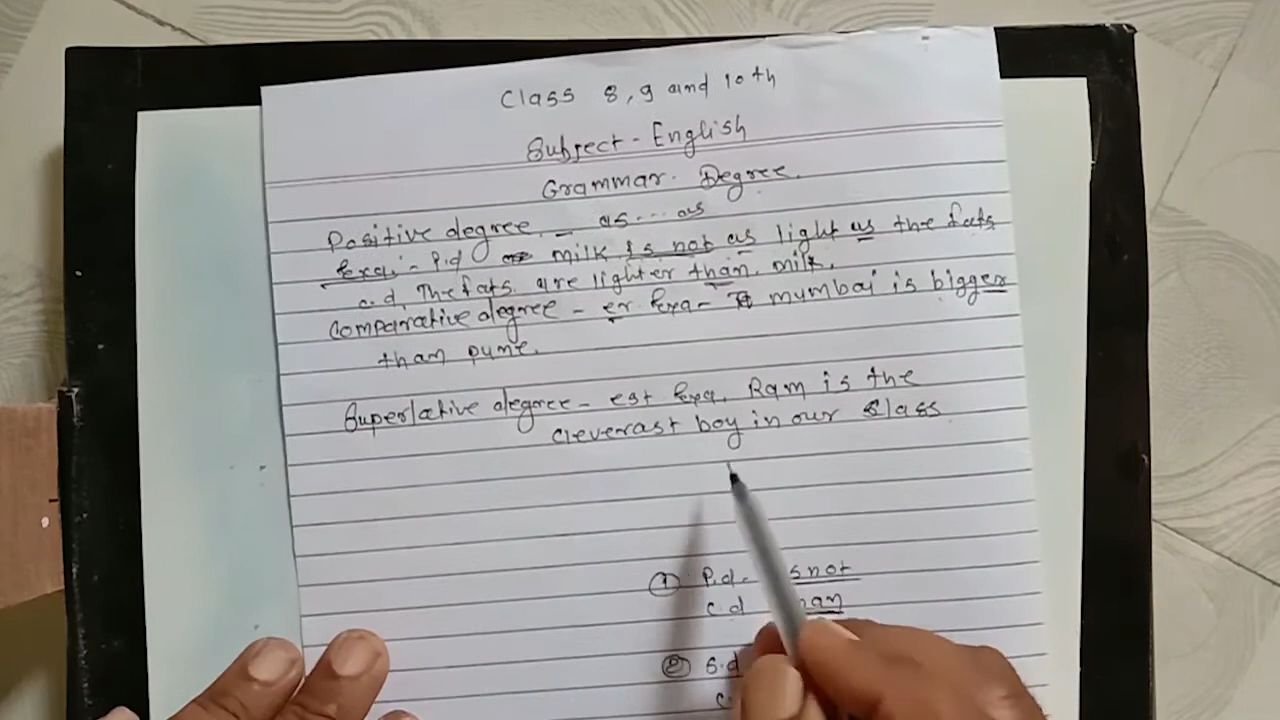 Class 8, 9 and 10th
Subject - English
Grammar. Degree.
Positive degree - as...as
Exa:- P.d milk is not as light as the fats
c.d, The fats are lighter than milk.
Comparative degree - er Exa- mumbai is bigger
than pune.
Superlative degree - est Exa. Ram is the
cleverast boy in our class
① P.d. snot
c.d han
② S.d
c.